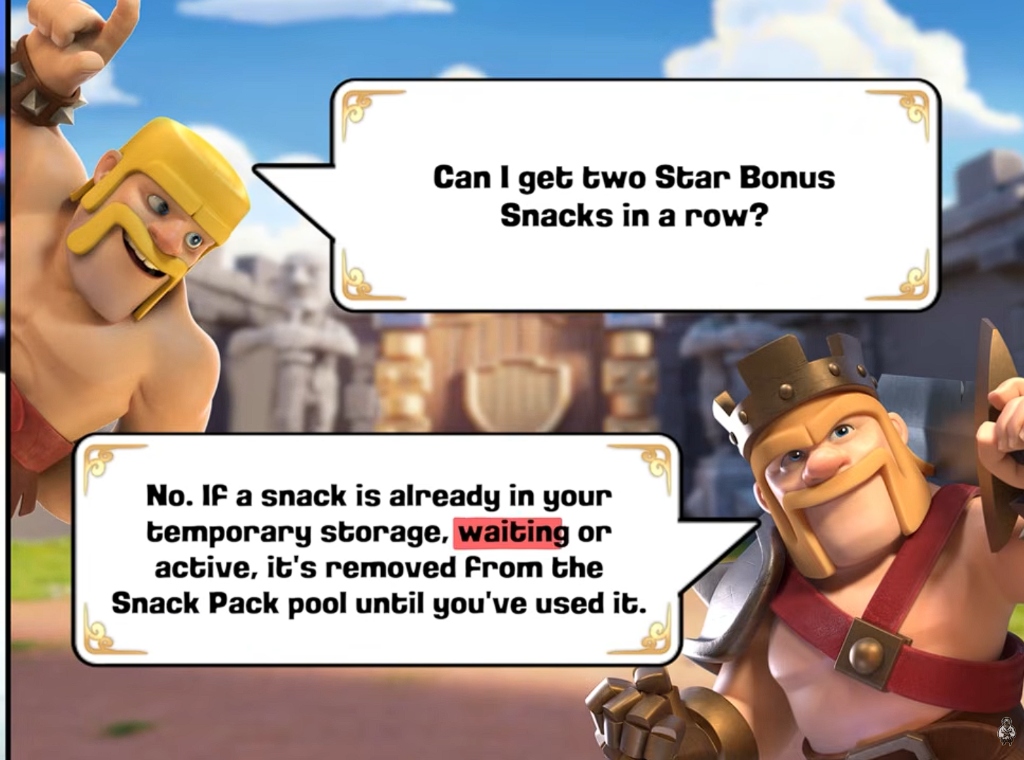 Can I get two Star Bonus
Snacks in a row?
No. If a snack is already in your
temporary storage, waiting or
active, it's removed from the
Snack Pack pool until you've used it.